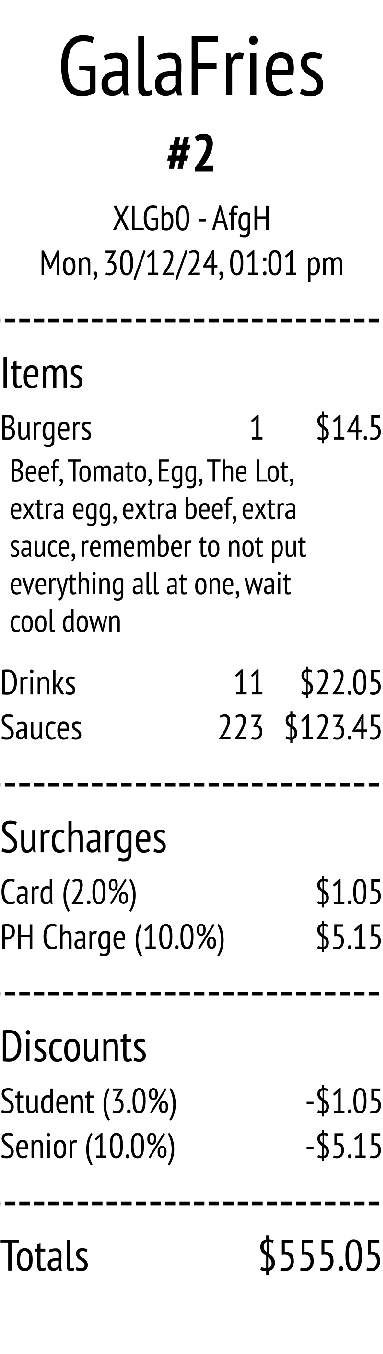 GalaFries
#2
XLGb0 - AfgH
Mon, 30/12/24, 01:01 pm
Items
Burgers 1 $14.5
Beef, Tomato, Egg, The Lot,
extra egg, extra beef, extra
sauce, remember to not put
everything all at one, wait
cool down
Drinks 11 $22.05
Sauces 223 $123.45
Surcharges
Card (2.0%) $1.05
PH Charge (10.0%) $5.15
Discounts
Student (3.0%) -$1.05
Senior (10.0%) -$5.15
Totals $555.05